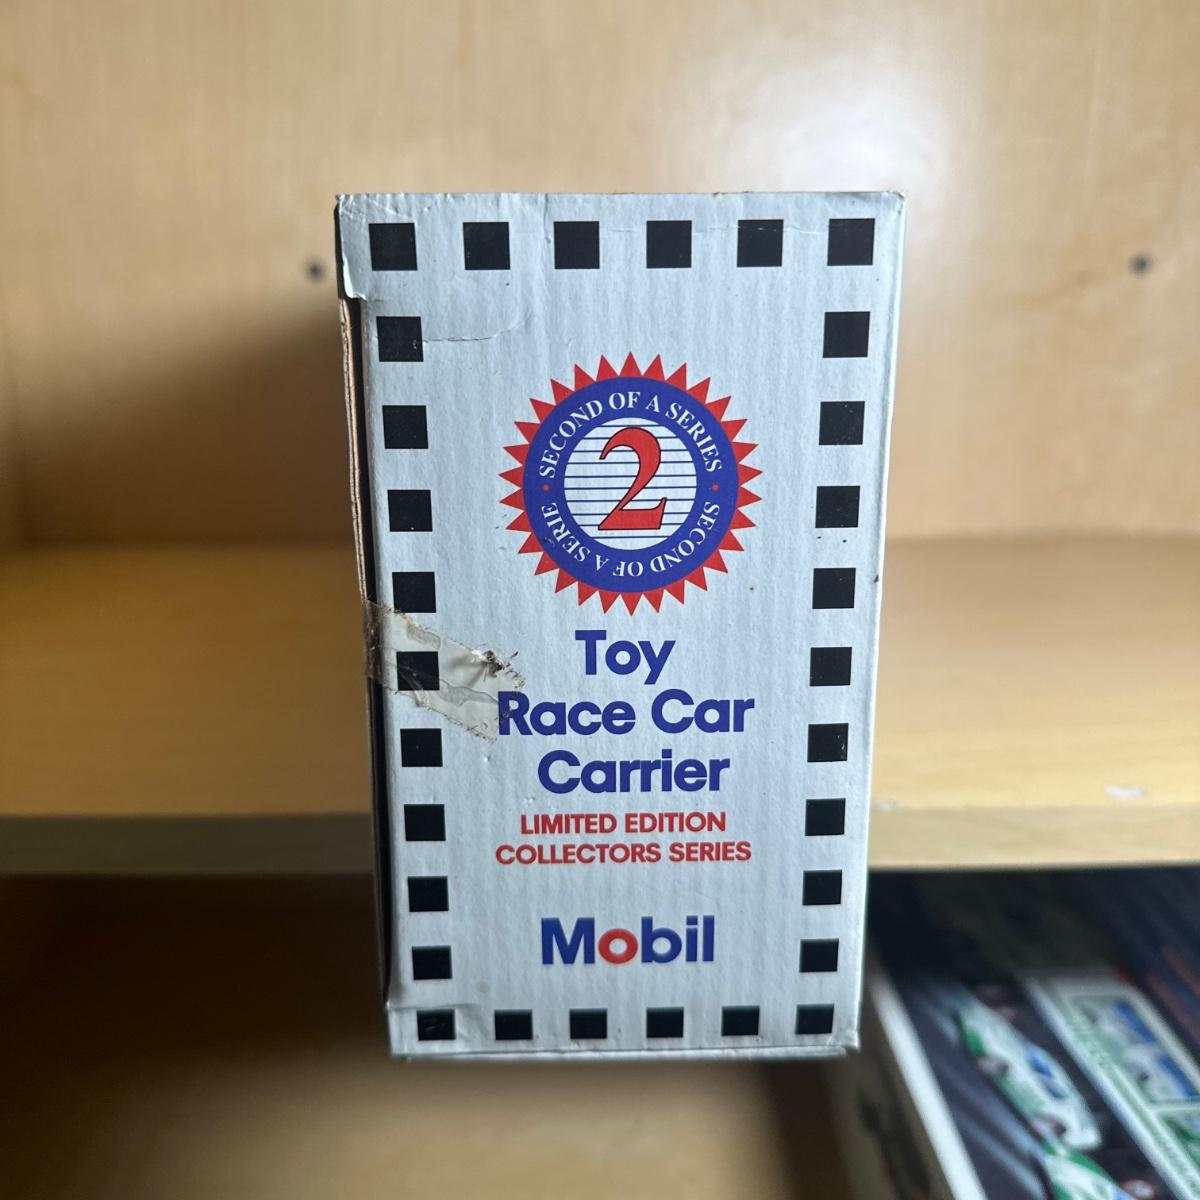 SECOND OF A SERIES
2
SECOND OF A SERIE
Toy
Race Car
Carrier
LIMITED EDITION
COLLECTORS SERIES
Mobil